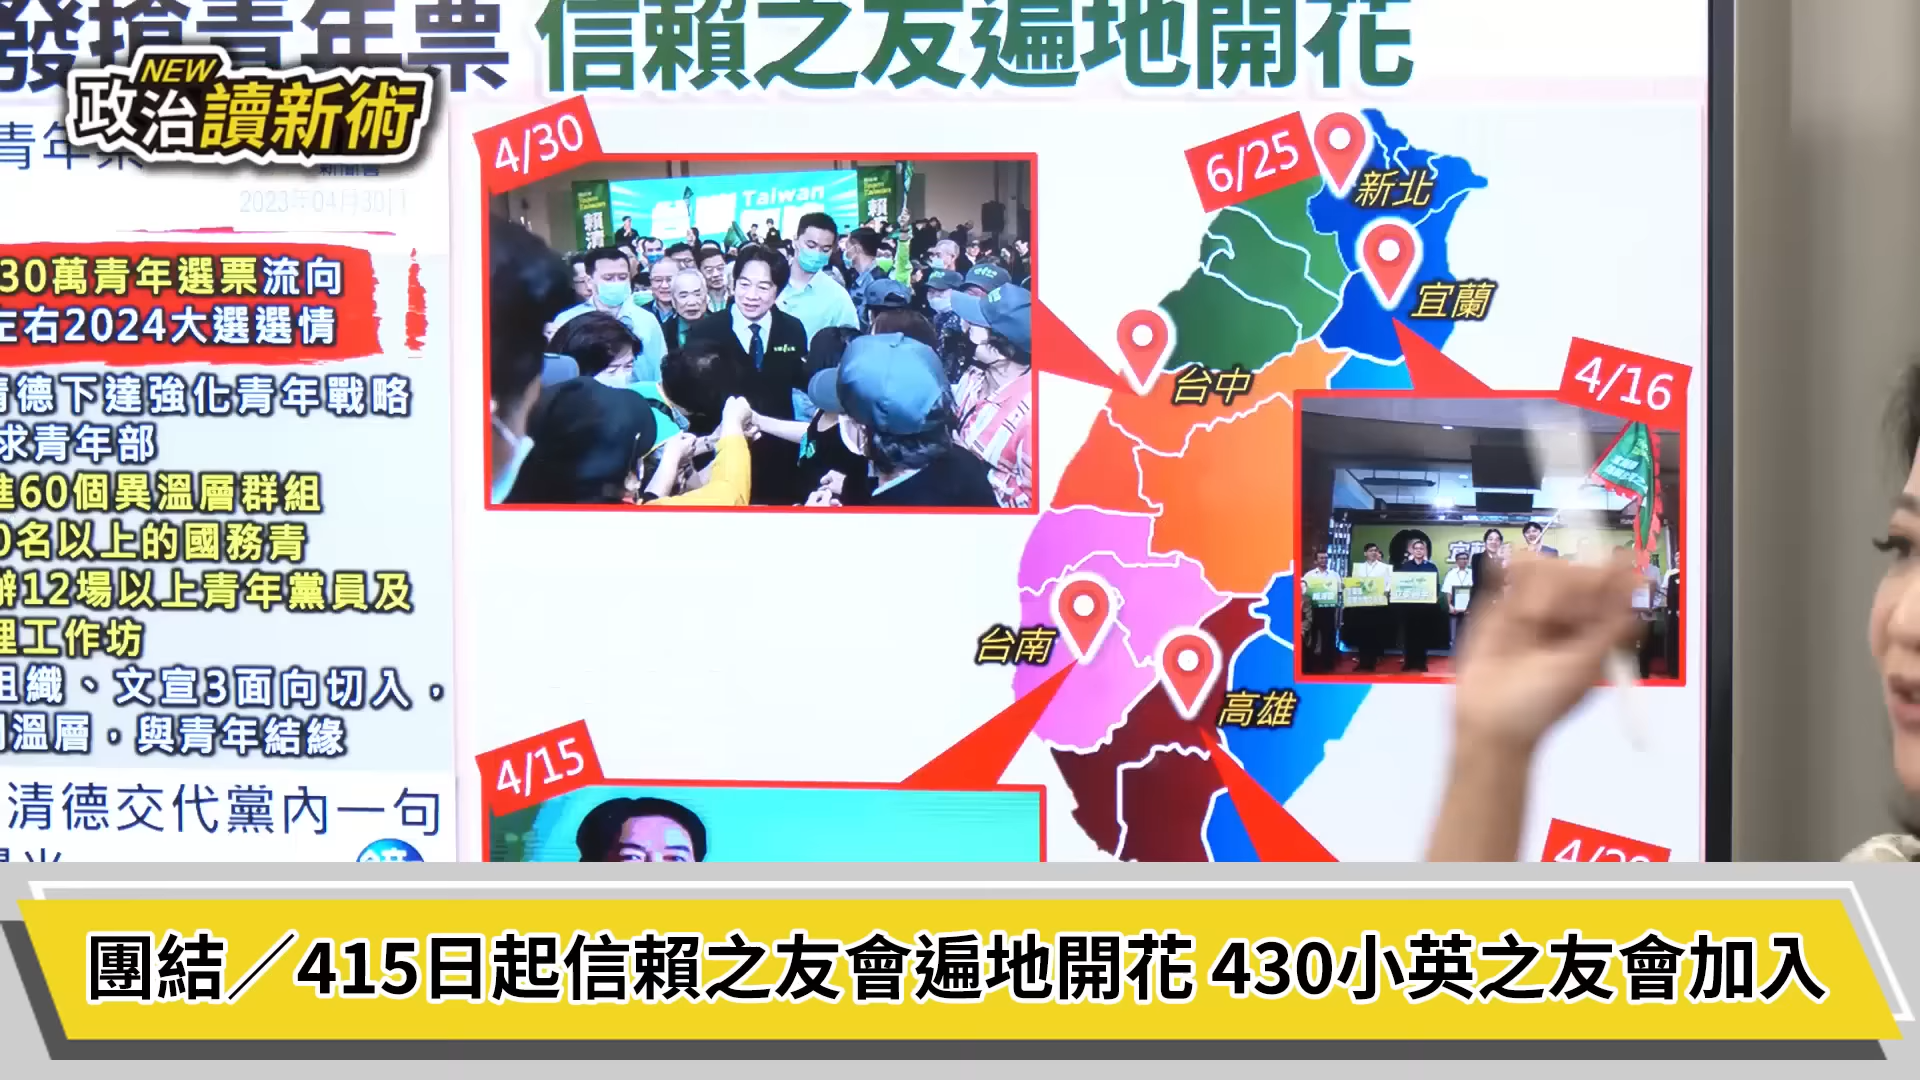 發搶青年票 信賴之友遍地開花
NEW
政治讀新術
青年票
2023年04月30日
30萬青年選票流向
左右2024大選選情
清德下達強化青年戰略
求青年部
進60個異溫層群組
0名以上的國務青
辦12場以上青年黨員及
理工作坊
組織、文宣3面向切入，
同溫層，與青年結緣
清德交代黨內一句
4/30
Taiwan
6/25
新北
宜蘭
台中
4/16
台南
高雄
4/15
團結／415日起信賴之友會遍地開花 430小英之友會加入